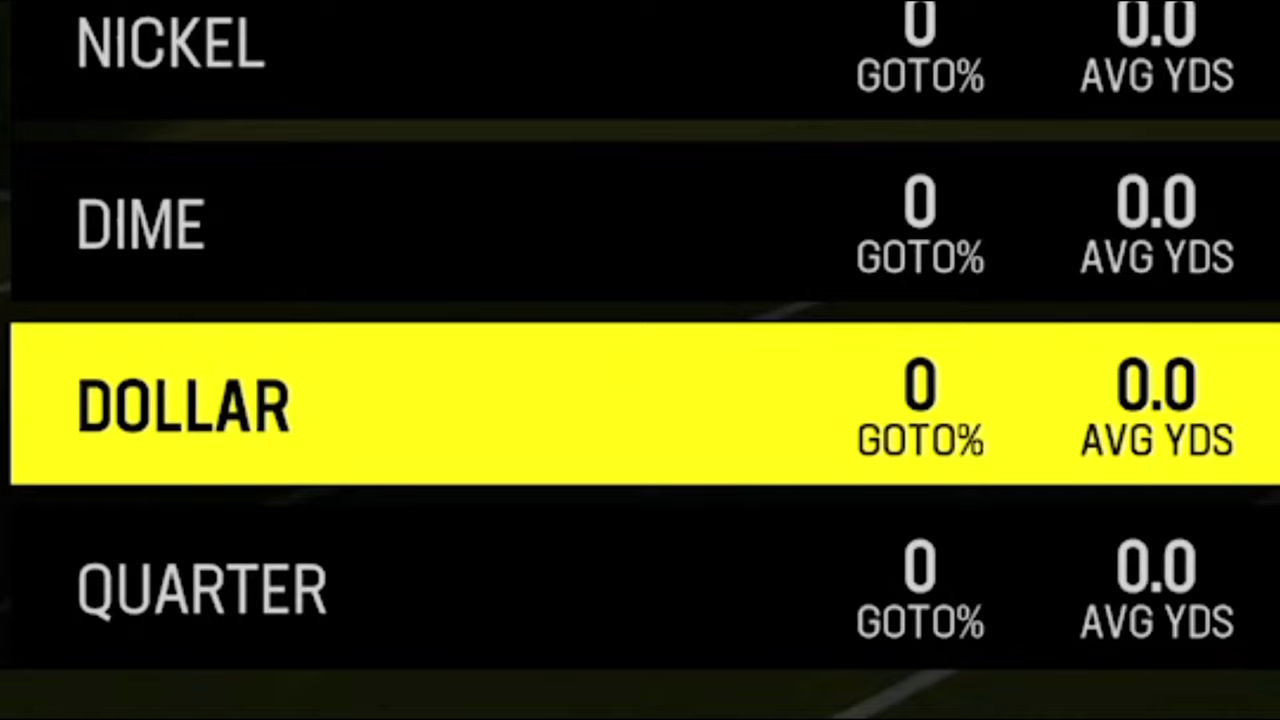 NICKEL
0 0.0
GOTO% AVG YDS
DIME
0 0.0
GOTO% AVG YDS
DOLLAR
0 0.0
GOTO% AVG YDS
QUARTER
0 0.0
GOTO% AVG YDS